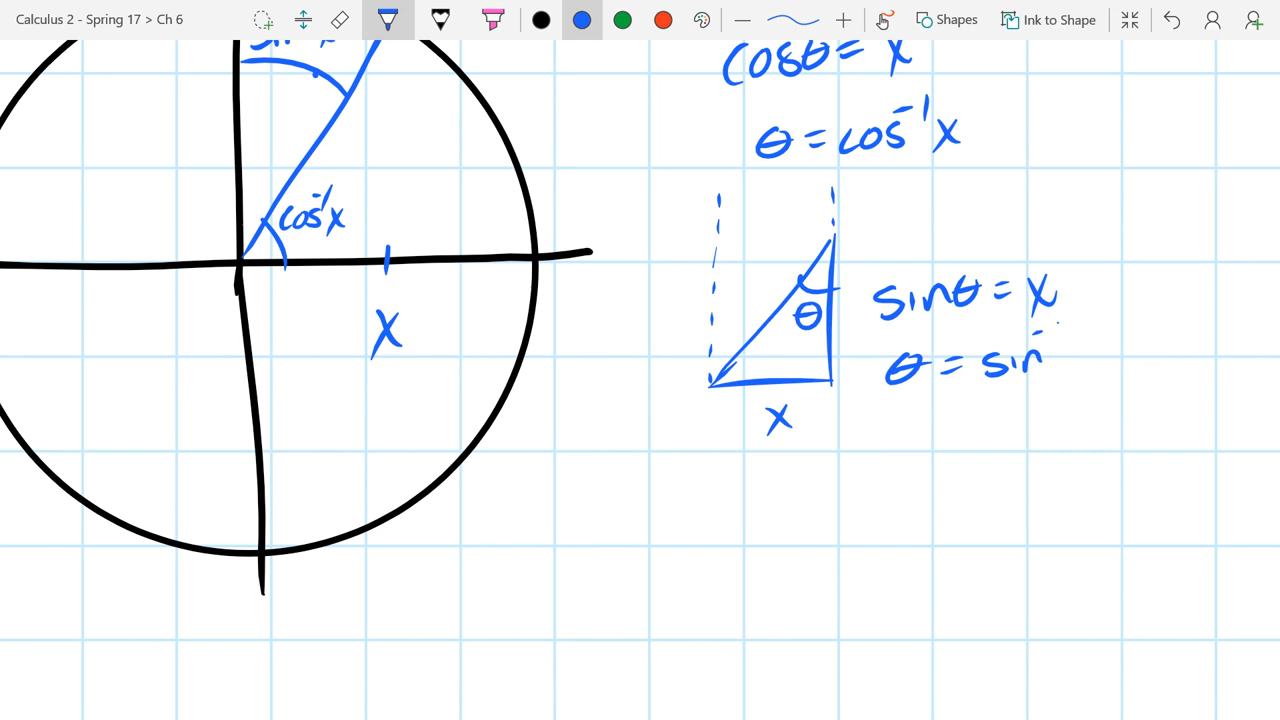 Calculus 2 - Spring 17 > Ch 6
Shapes
Ink to Shape
cosθ = x
θ = cos⁻¹x
cos⁻¹x
x
θ
x
sinθ = x
θ = sin⁻